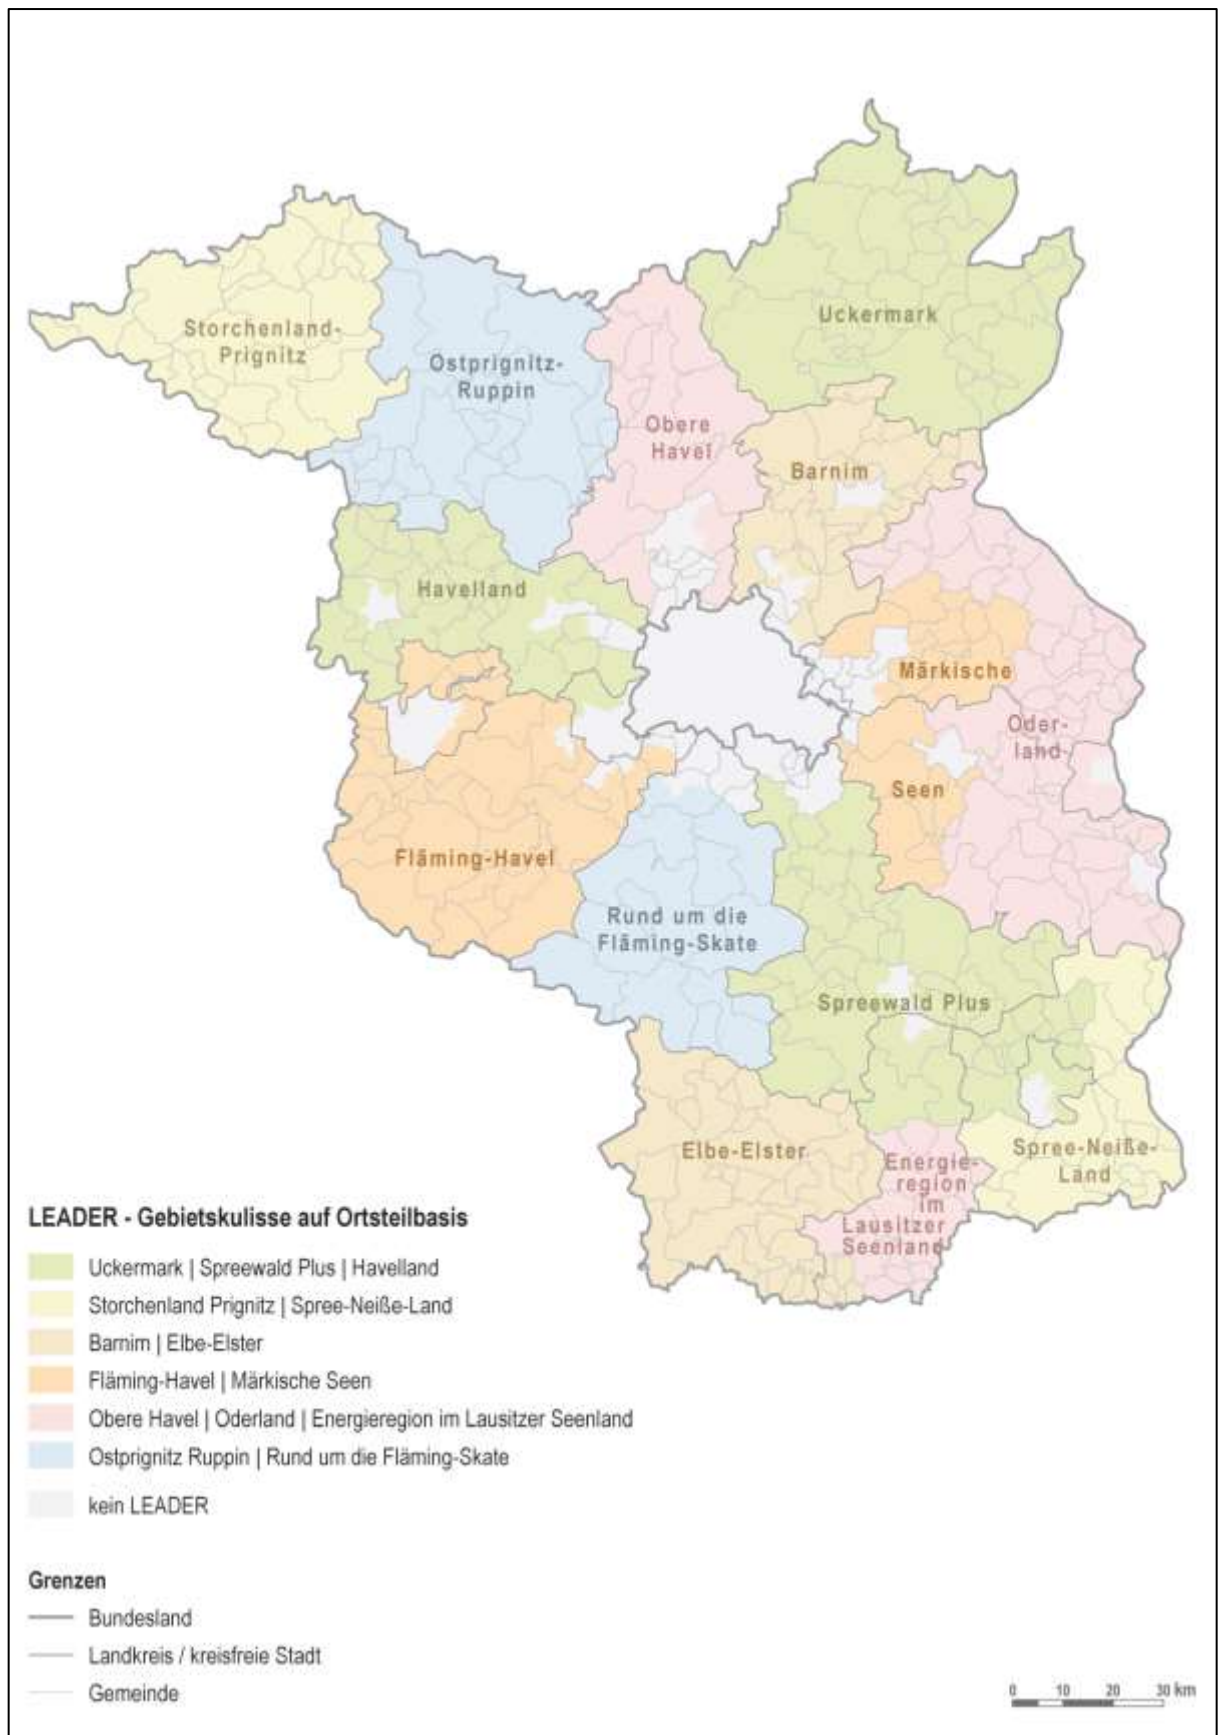 Uckermark
Storchenland-
Prignitz
Ostprignitz-
Ruppin
Obere
Havel
Barnim
Havelland
Märkische
Oder-
land
Seen
Fläming-Havel
Rund um die
Fläming-Skate
Spreewald Plus
Elbe-Elster
Energie-
region
im
Lausitzer
Seenland
Spree-Neiße-
Land
LEADER - Gebietskulisse auf Ortsteilbasis
Uckermark | Spreewald Plus | Havelland
Storchenland Prignitz | Spree-Neiße-Land
Barnim | Elbe-Elster
Fläming-Havel | Märkische Seen
Obere Havel | Oderland | Energieregion im Lausitzer Seenland
Ostprignitz Ruppin | Rund um die Fläming-Skate
kein LEADER
Grenzen
Bundesland
Landkreis / kreisfreie Stadt
Gemeinde
0 10 20 30 km